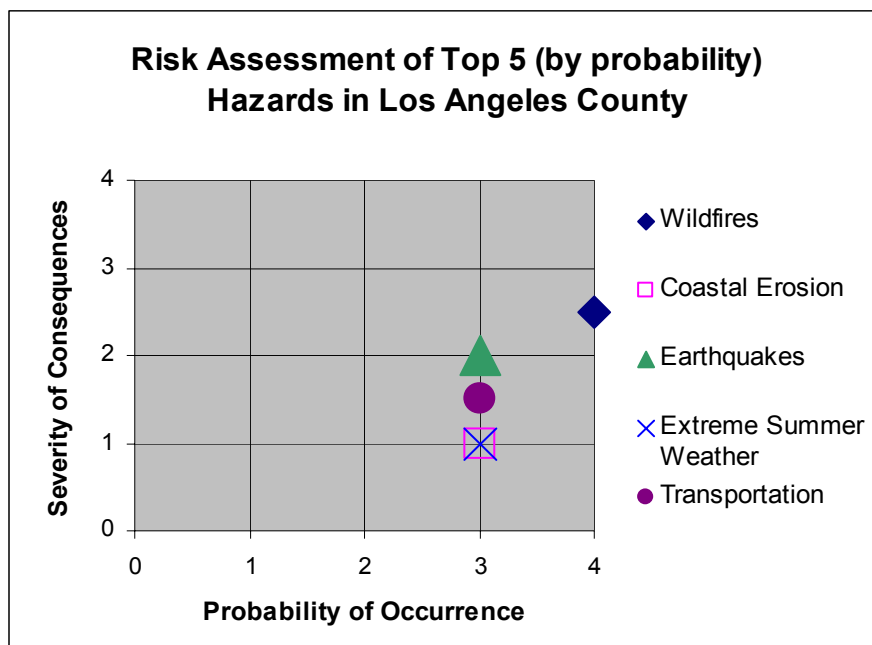 Risk Assessment of Top 5 (by probability)
Hazards in Los Angeles County
Severity of Consequences
4
3
2
1
0
0 1 2 3 4
Probability of Occurrence
Wildfires
Coastal Erosion
Earthquakes
Extreme Summer
Weather
Transportation